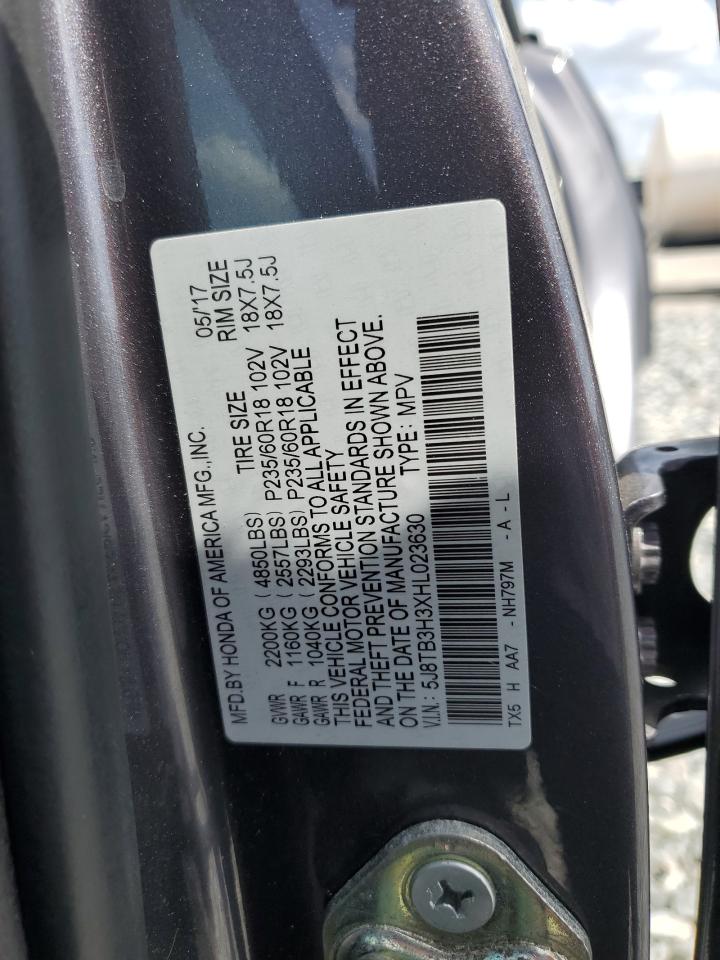 MFD.BY HONDA OF AMERICA MFG.,INC. 05/17
TIRE SIZE RIM SIZE
GVWR 2200KG (4850LBS)
GAWR F 1160KG (2557LBS) P235/60R18 102V 18X7.5J
GAWR R 1040KG (2293LBS) P235/60R18 102V 18X7.5J
THIS VEHICLE CONFORMS TO ALL APPLICABLE
FEDERAL MOTOR VEHICLE SAFETY
AND THEFT PREVENTION STANDARDS IN EFFECT
ON THE DATE OF MANUFACTURE SHOWN ABOVE.
V.I.N.: 5J8TB3H3XHL023630 TYPE: MPV
TX5 H AA7 - NH797M - A - L